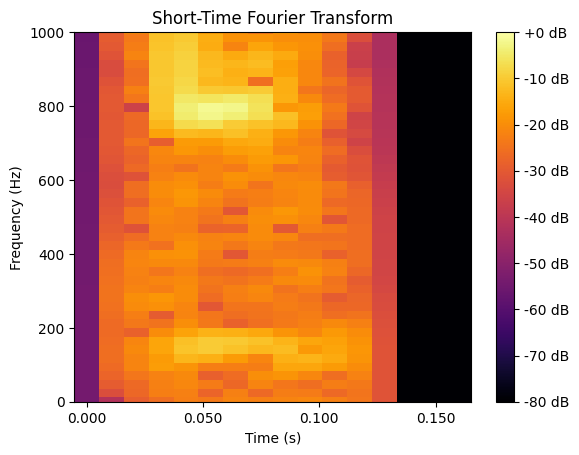 Short-Time Fourier Transform
Frequency (Hz)
1000
800
600
400
200
0
0.000
0.050
0.100
0.150
Time (s)
+0 dB
-10 dB
-20 dB
-30 dB
-40 dB
-50 dB
-60 dB
-70 dB
-80 dB